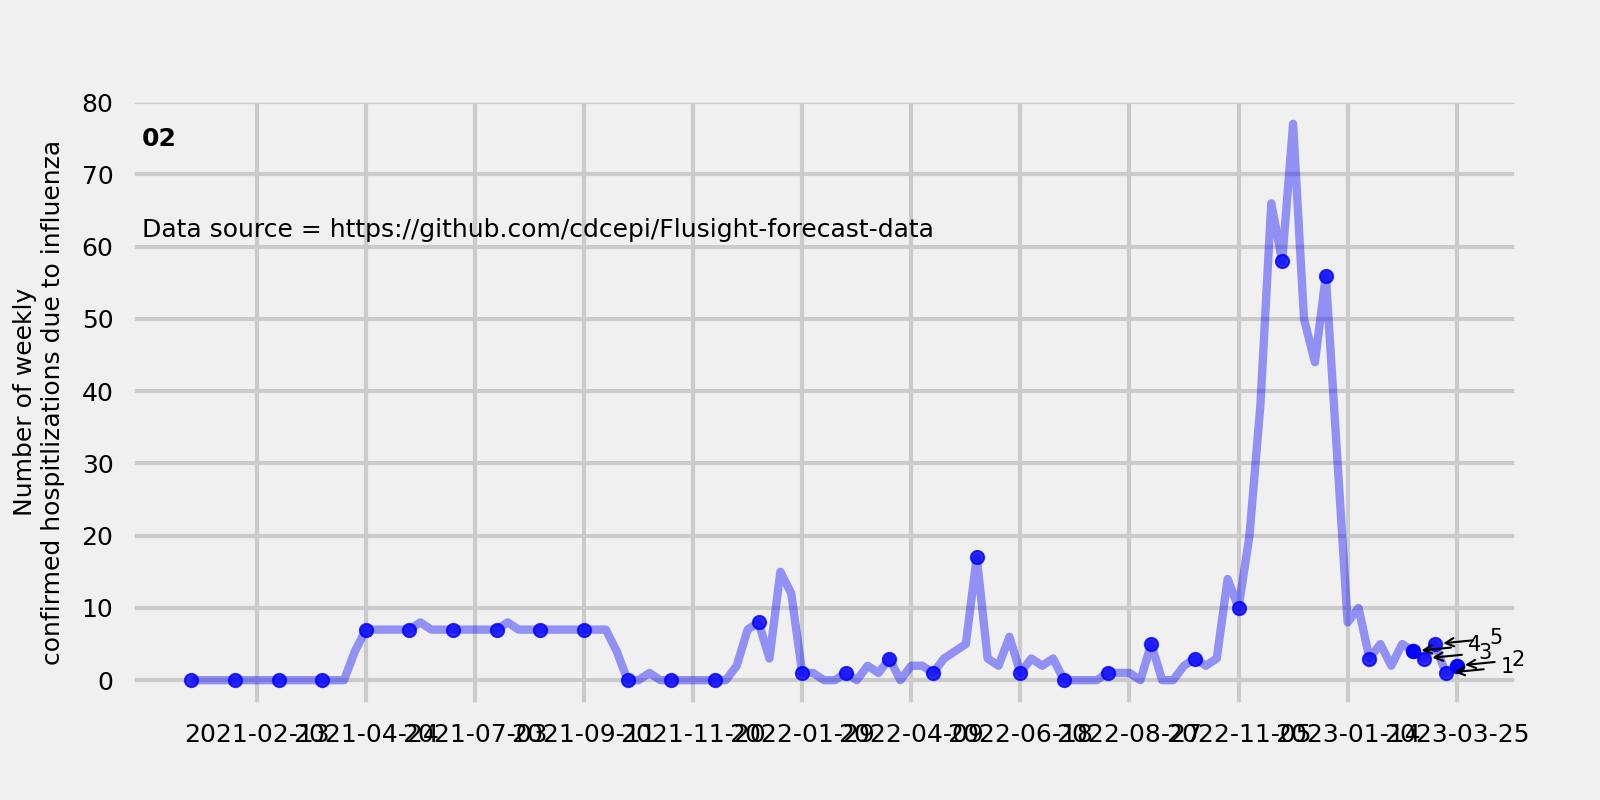 80
02
70
Data source = https://github.com/cdcepi/Flusight-forecast-data
60
50
40
30
20
10
0
Number of weekly
confirmed hospitlizations due to influenza
4 3 5 1 2
2021-02-13 2021-04-24 2021-07-03 2021-09-11 2021-11-20 2022-01-29 2022-04-09 2022-06-18 2022-08-27 2022-11-05 2023-01-14 2023-03-25